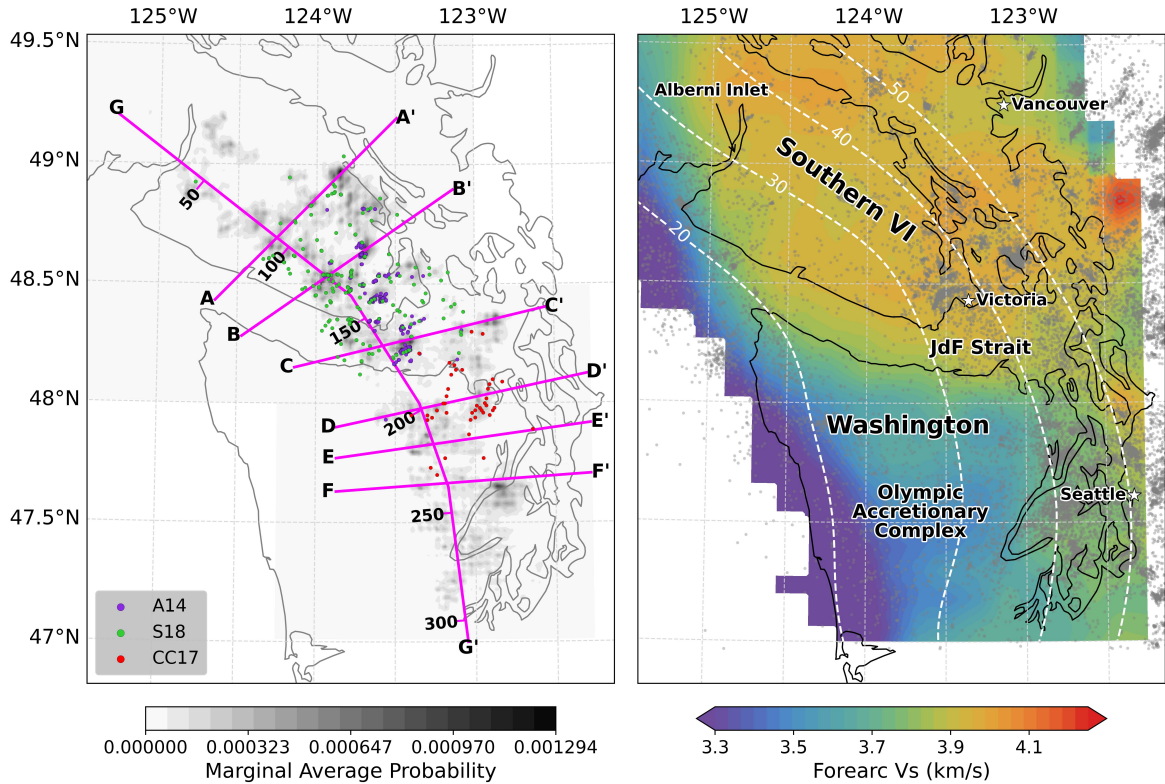 125°W 124°W 123°W
125°W 124°W 123°W
49.5°N
49°N
48.5°N
48°N
47.5°N
47°N
G
A'
B'
50
100
A
B
150
C'
C
D'
D
200
E'
E
F'
F
250
300
G'
A14
S18
CC17
Alberni Inlet
50
Vancouver
40
Southern VI
30
20
Victoria
JdF Strait
Washington
Olympic
Accretionary
Complex
Seattle
0.000000 0.000323 0.000647 0.000970 0.001294
Marginal Average Probability
3.3 3.5 3.7 3.9 4.1
Forearc Vs (km/s)